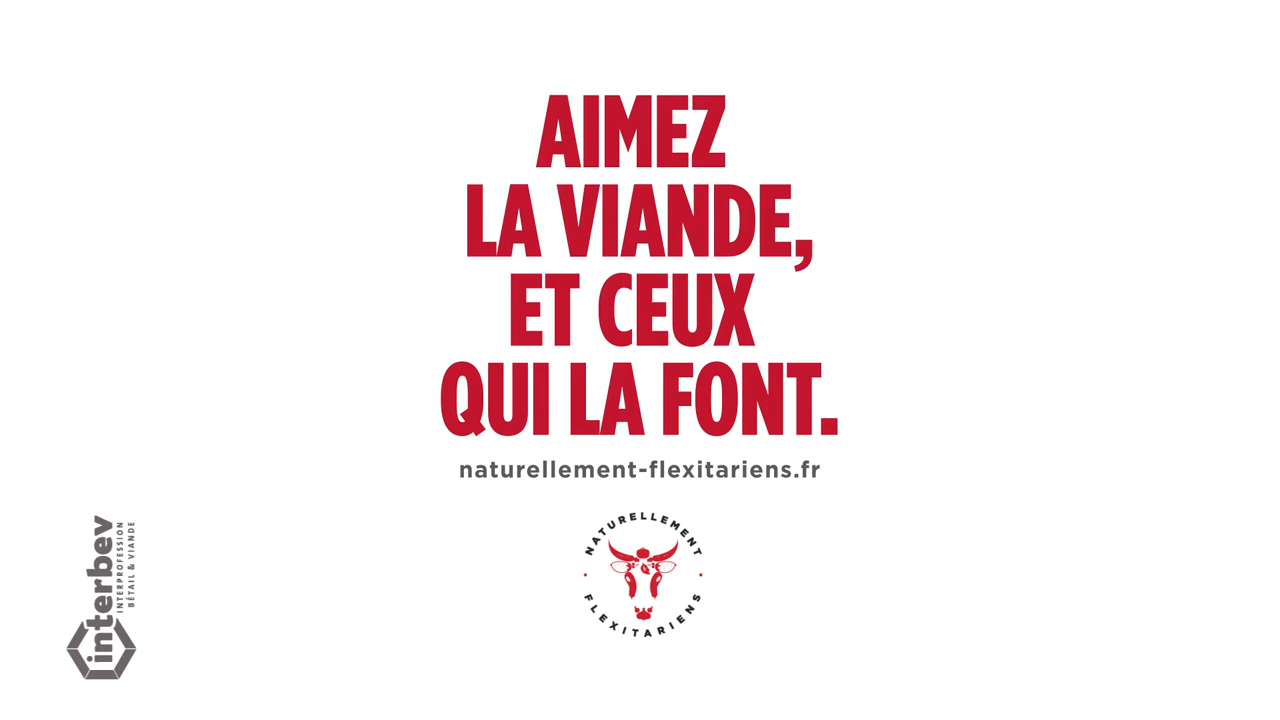 AIMEZ
LA VIANDE,
ET CEUX
QUI LA FONT.
naturellement-flexitariens.fr
NATURELLEMENT
FLEXITARIENS
interbev
INTERPROFESSION
BÉTAIL & VIANDE